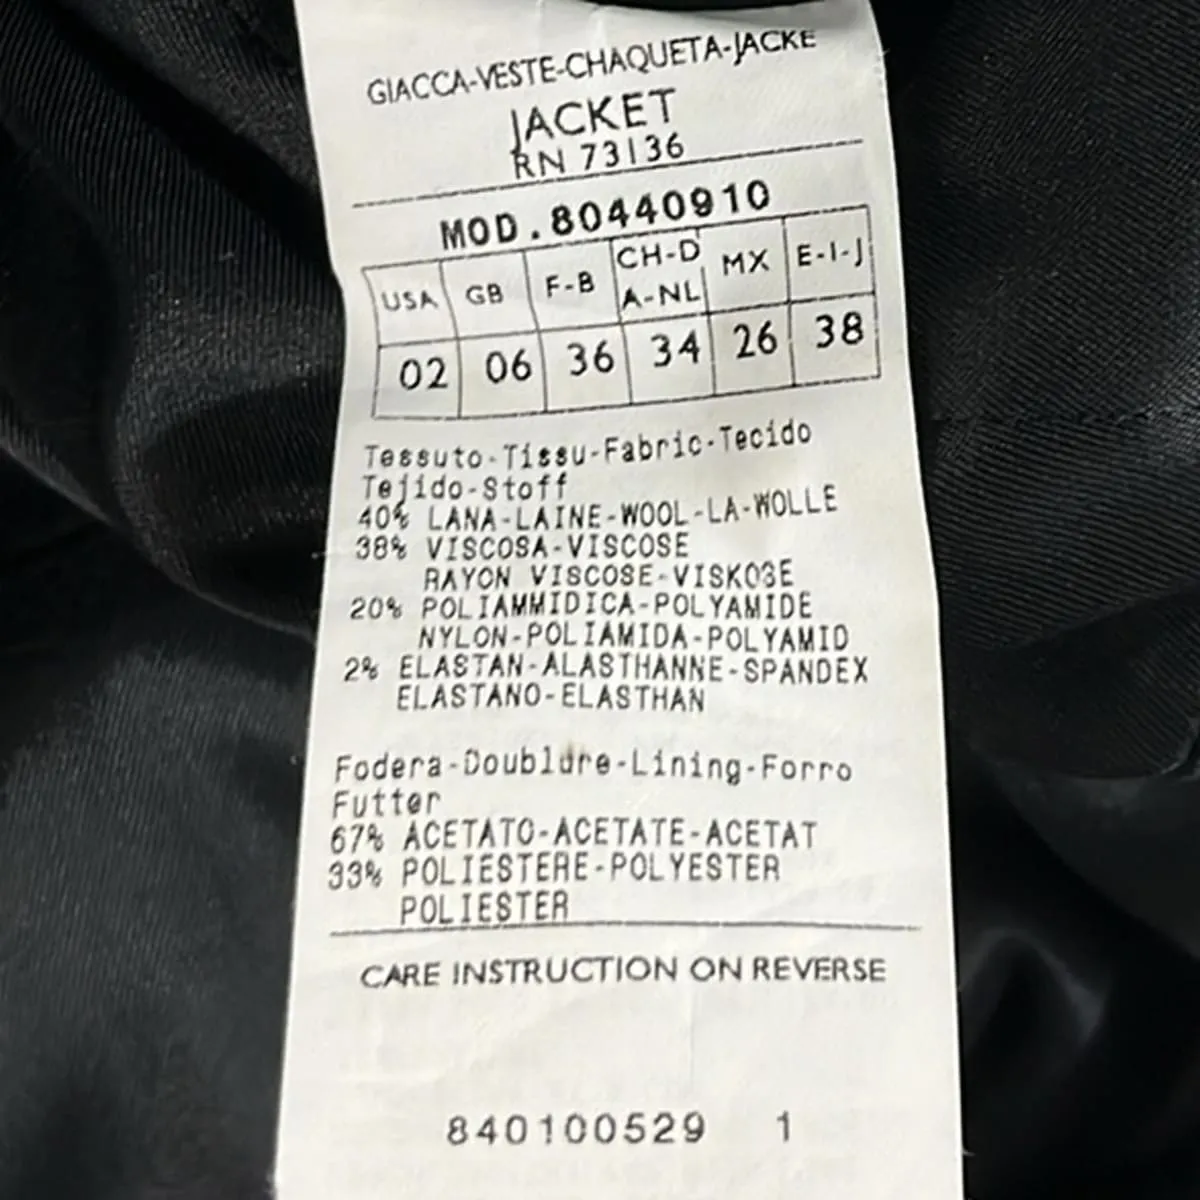 GIACCA-VESTE-CHAQUETA-JACKE
JACKET
RN 73136
MOD.80440910
USA GB F-B CH-D A-NL MX E-I-J
02 06 36 34 26 38
Tessuto-Tissu-Fabric-Tecido
Tejido-Stoff
40% LANA-LAINE-WOOL-LA-WOLLE
38% VISCOSA-VISCOSE
RAYON VISCOSE-VISKOSE
20% POLIAMMIDICA-POLYAMIDE
NYLON-POLIAMIDA-POLYAMID
2% ELASTAN-ALASTHANNE-SPANDEX
ELASTANO-ELASTHAN
Fodera-Doublure-Lining-Forro
Futter
67% ACETATO-ACETATE-ACETAT
33% POLIESTERE-POLYESTER
POLIESTER
CARE INSTRUCTION ON REVERSE
840100529 1